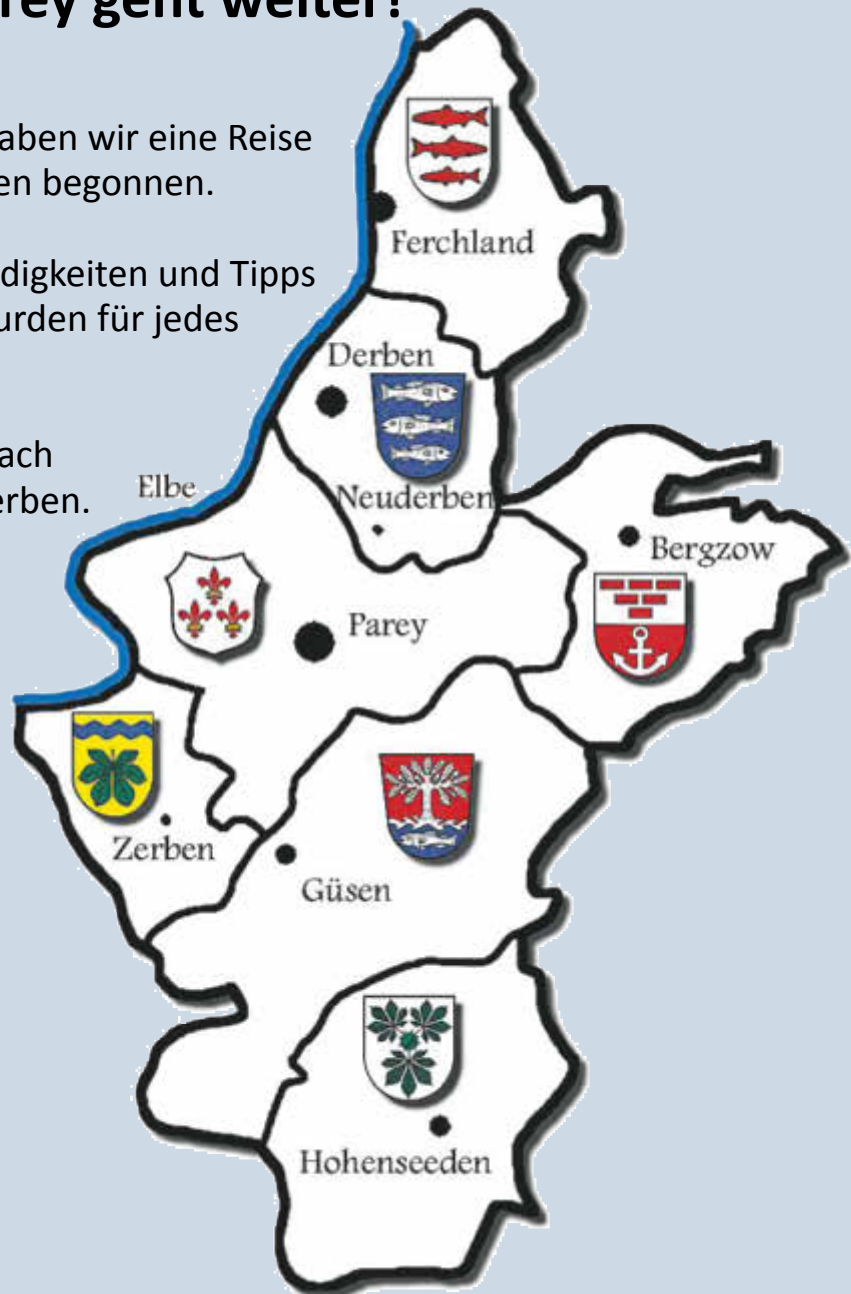 rey geht weiter!
aben wir eine Reise
en begonnen.
digkeiten und Tipps
urden für jedes
ach
erben.
Ferchland
Derben
Elbe
Neuderben
Bergzow
Parey
Zerben
Güsen
Hohenseeden